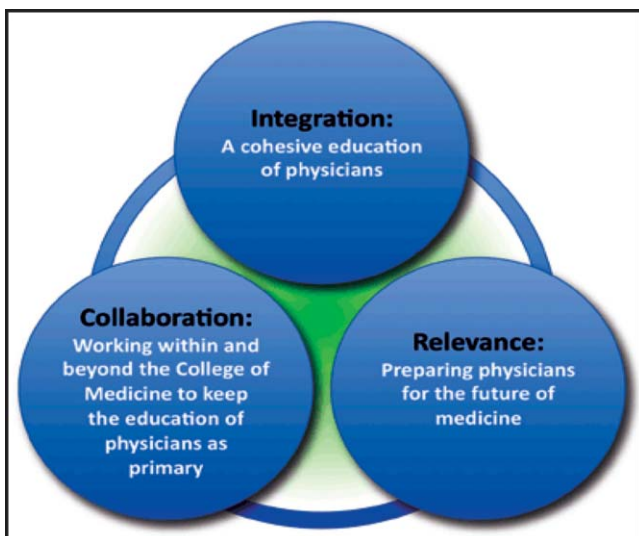 Integration:
A cohesive education
of physicians
Collaboration:
Working within and
beyond the College of
Medicine to keep
the education of
physicians as
primary
Relevance:
Preparing physicians
for the future of
medicine